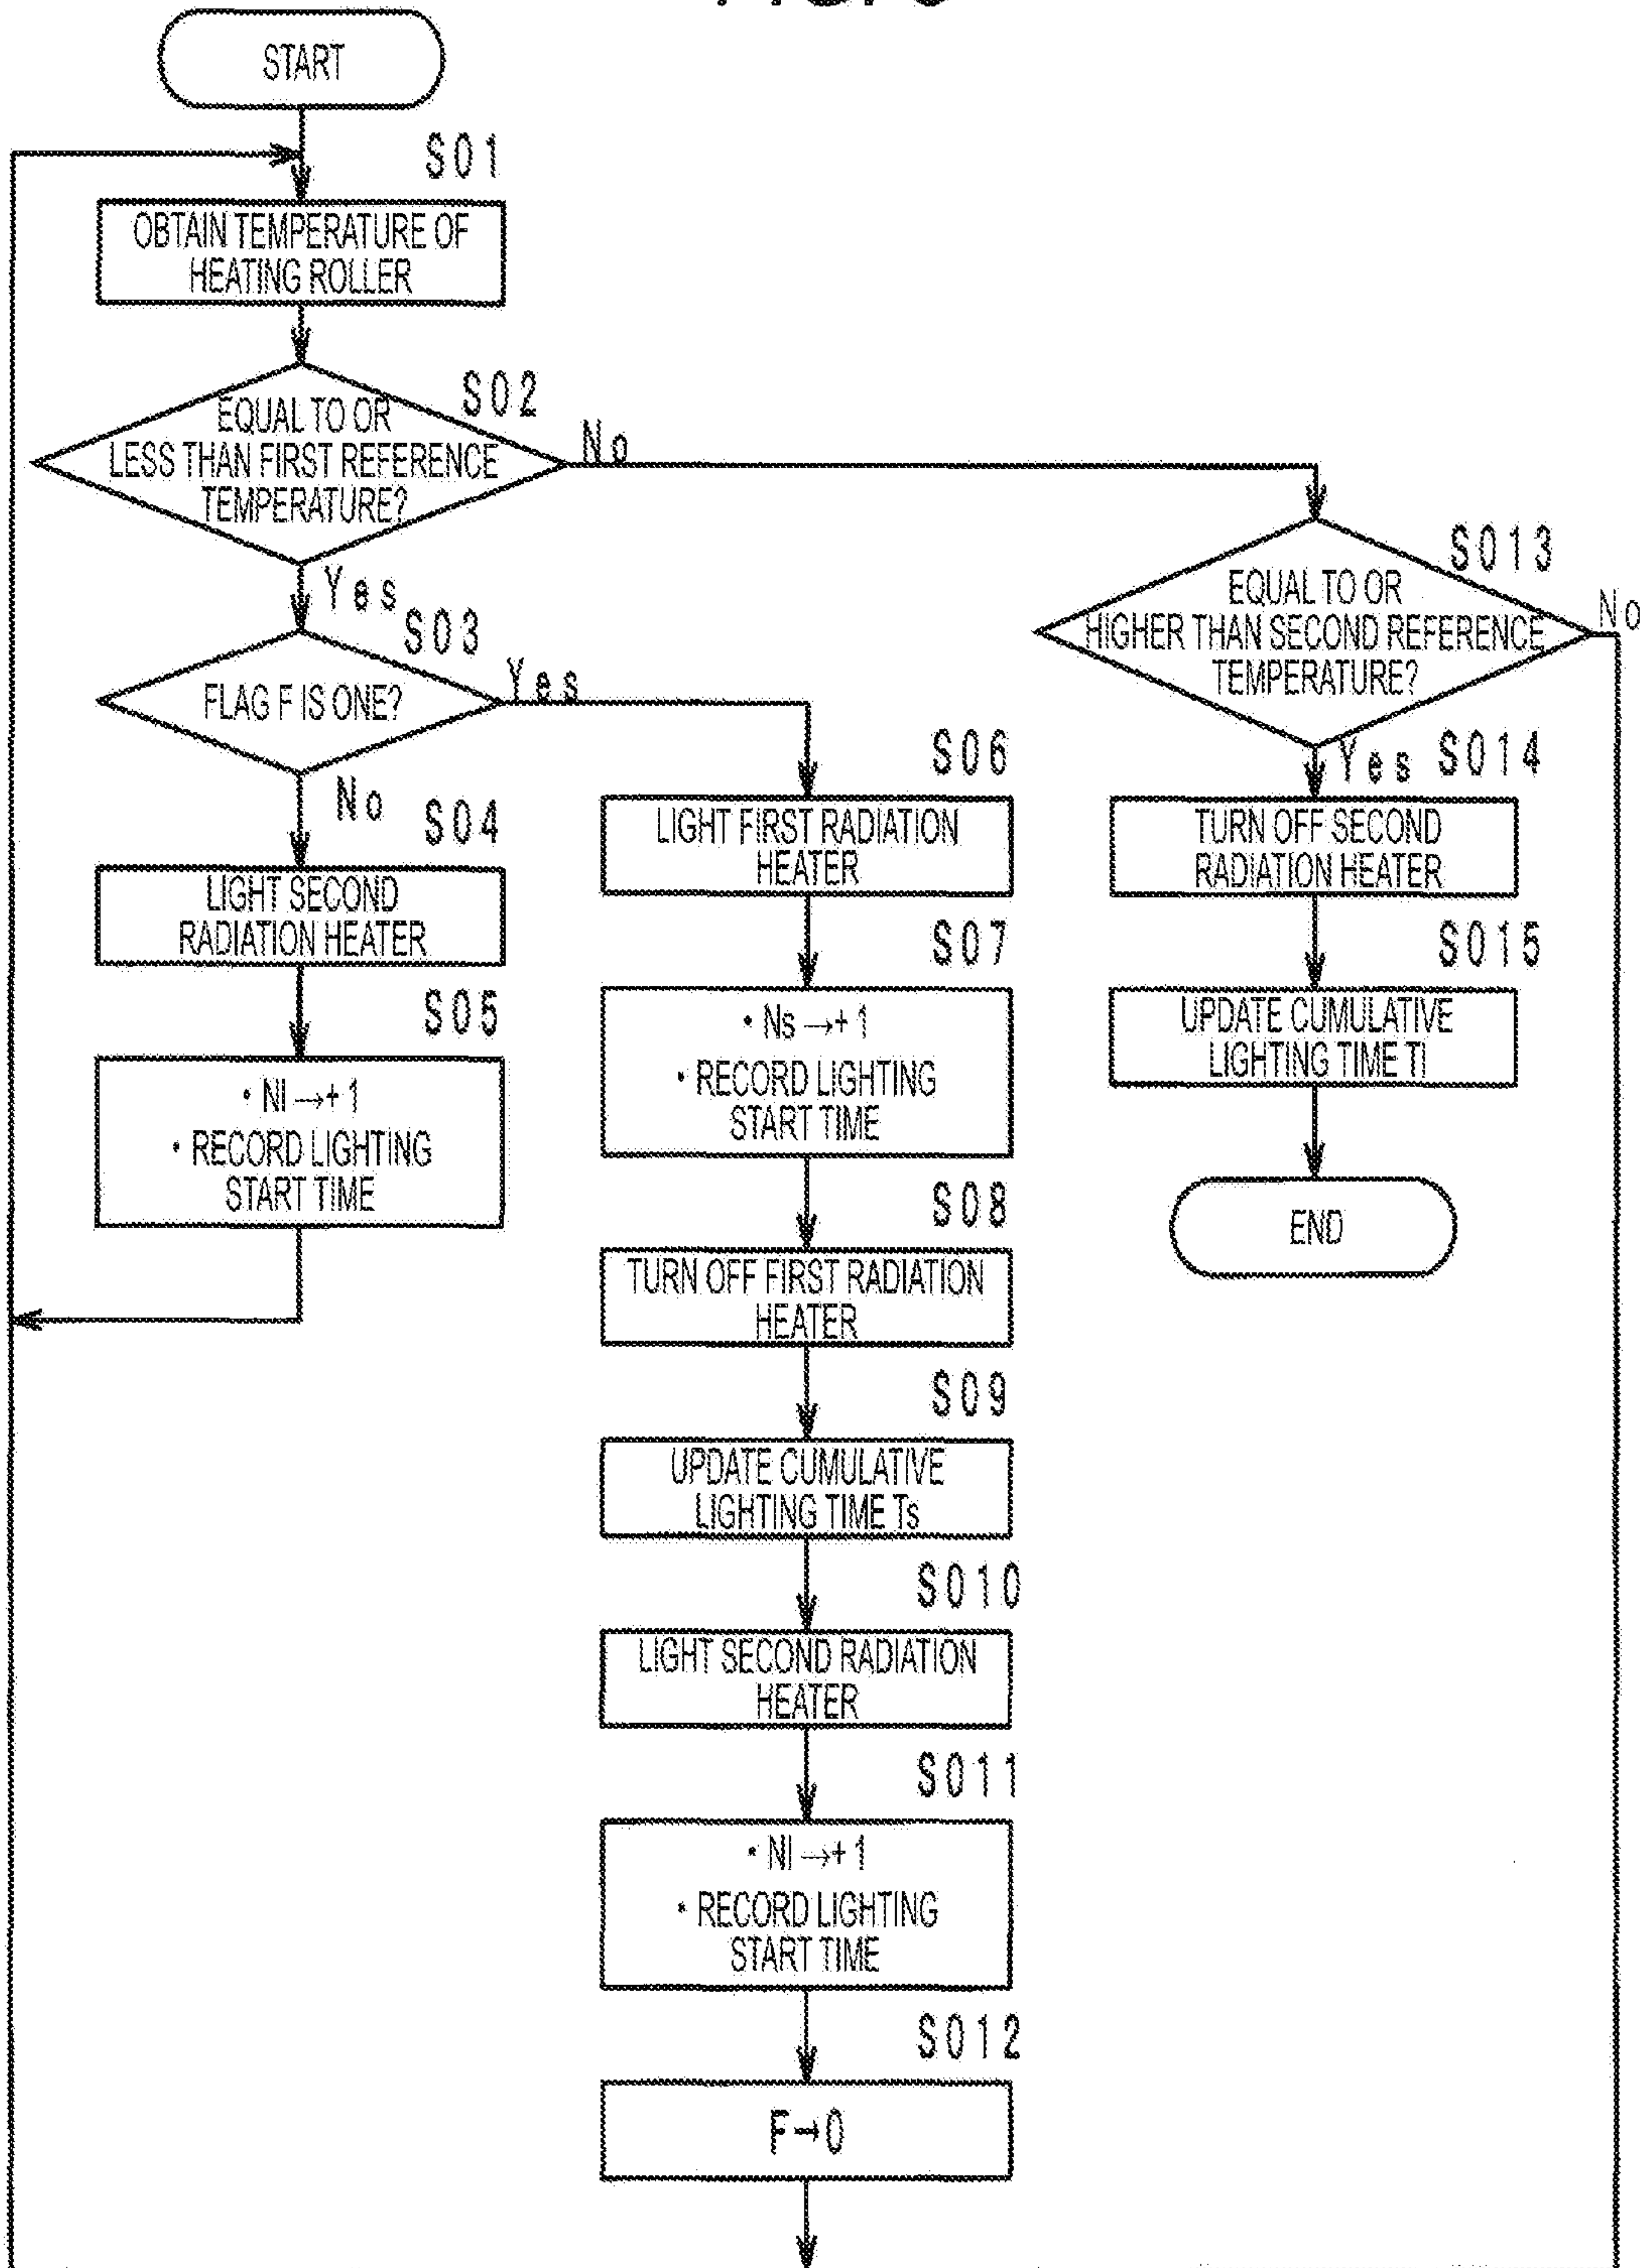 START
S01
OBTAIN TEMPERATURE OF
HEATING ROLLER
S02
EQUAL TO OR
LESS THAN FIRST REFERENCE
TEMPERATURE?
No
Yes
S03
FLAG F IS ONE?
Yes
No
S04
LIGHT SECOND
RADIATION HEATER
S05
• Nl →+ 1
• RECORD LIGHTING
START TIME
S06
LIGHT FIRST RADIATION
HEATER
S07
• Ns →+ 1
• RECORD LIGHTING
START TIME
S08
TURN OFF FIRST RADIATION
HEATER
S09
UPDATE CUMULATIVE
LIGHTING TIME Ts
S010
LIGHT SECOND RADIATION
HEATER
S011
• Nl →+ 1
• RECORD LIGHTING
START TIME
S012
F→0
S013
EQUAL TO OR
HIGHER THAN SECOND REFERENCE
TEMPERATURE?
No
Yes
S014
TURN OFF SECOND
RADIATION HEATER
S015
UPDATE CUMULATIVE
LIGHTING TIME Tl
END